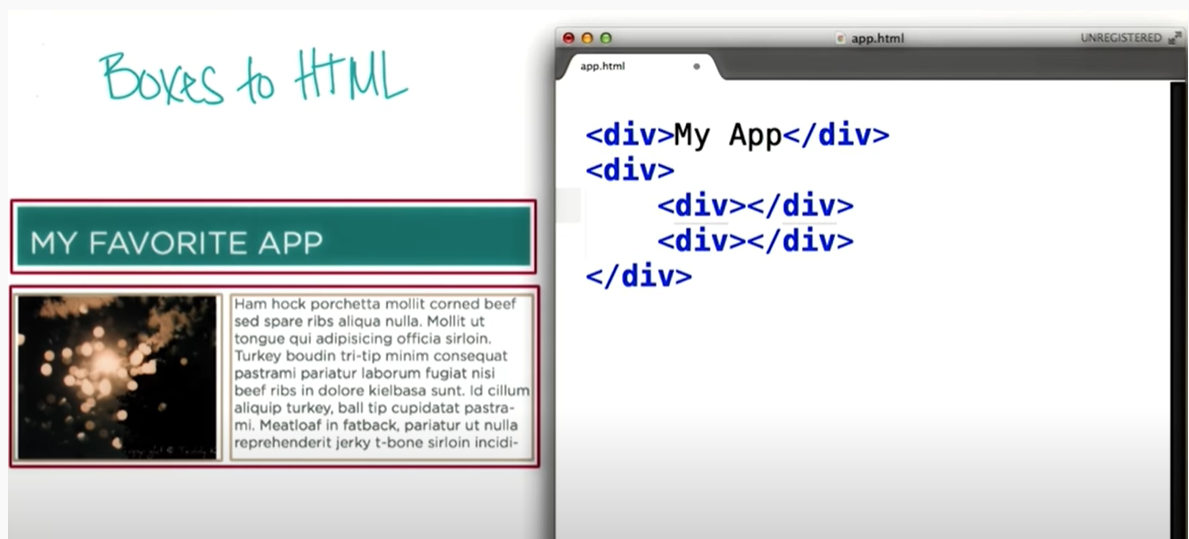 Boxes to HTML
MY FAVORITE APP
Ham hock porchetta mollit corned beef
sed spare ribs aliqua nulla. Mollit ut
tongue qui adipisicing officia sirloin.
Turkey boudin tri-tip minim consequat
pastrami pariatur laborum fugiat nisi
beef ribs in dolore kielbasa sunt. Id cillum
aliquip turkey, ball tip cupidatat pastra-
mi. Meatloaf in fatback, pariatur ut nulla
reprehenderit jerky t-bone sirloin incidi-
app.html
UNREGISTERED
app.html
<div>My App</div>
<div>
    <div></div>
    <div></div>
</div>